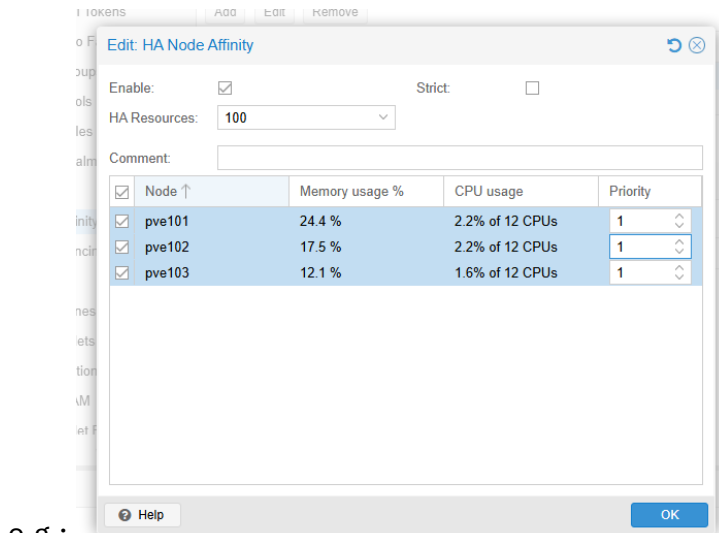 Tokens Add Edit Remove
Edit: HA Node Affinity
Enable: Strict:
HA Resources: 100
Comment:
Node ↑ Memory usage % CPU usage Priority
pve101 24.4 % 2.2% of 12 CPUs 1
pve102 17.5 % 2.2% of 12 CPUs 1
pve103 12.1 % 1.6% of 12 CPUs 1
Help OK